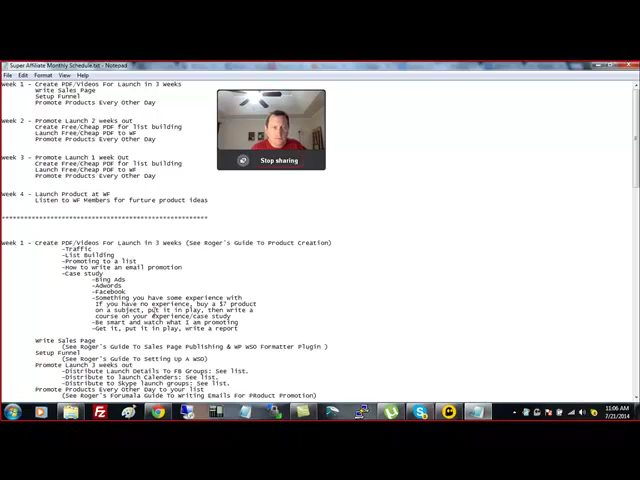 Super Affiliate Monthly Schedule.txt - Notepad
File Edit Format View Help
Week 1 - Create PDF/Videos For Launch in 3 weeks
Write Sales Page
Setup Funnel
Promote Products Every Other Day
Week 2 - Promote Launch 2 weeks out
Create Free/Cheap PDF for list building
Launch Free/Cheap PDF to WF
Promote Products Every Other Day
Week 3 - Promote Launch 1 week Out
Create Free/Cheap PDF for list building
Launch Free/Cheap PDF to WF
Promote Products Every Other Day
Week 4 - Launch Product at WF
Listen to WF Members for furture product ideas
Stop sharing
********************************************************
Week 1 - Create PDF/Videos For Launch in 3 weeks (See Roger's Guide To Product Creation)
-Traffic
-List Building
-Promoting to a list
-How to write an email promotion
-Case study
-Bing Ads
-Adwords
-Facebook
-Something you have some experience with
If you have no experience, buy a $7 product
on a subject, put it in play, then write a
course on your experience/case study
-Be smart and watch what I am promoting
-Get it, put it in play, write a report
Write Sales Page
(See Roger's Guide To Sales Page Publishing & WP WSO Formatter Plugin )
Setup Funnel
(See Roger's Guide To Setting Up A WSO)
Promote Launch 3 weeks out
-Distribute Launch Details To FB Groups: See list.
-Distribute to launch Calenders: See list.
-Distribute to Skype launch groups: See list.
Promote Products Every Other Day to your list
(See Roger's Forumala Guide To Writing Emails For PRoduct Promotion)
11:06 AM
7/21/2014